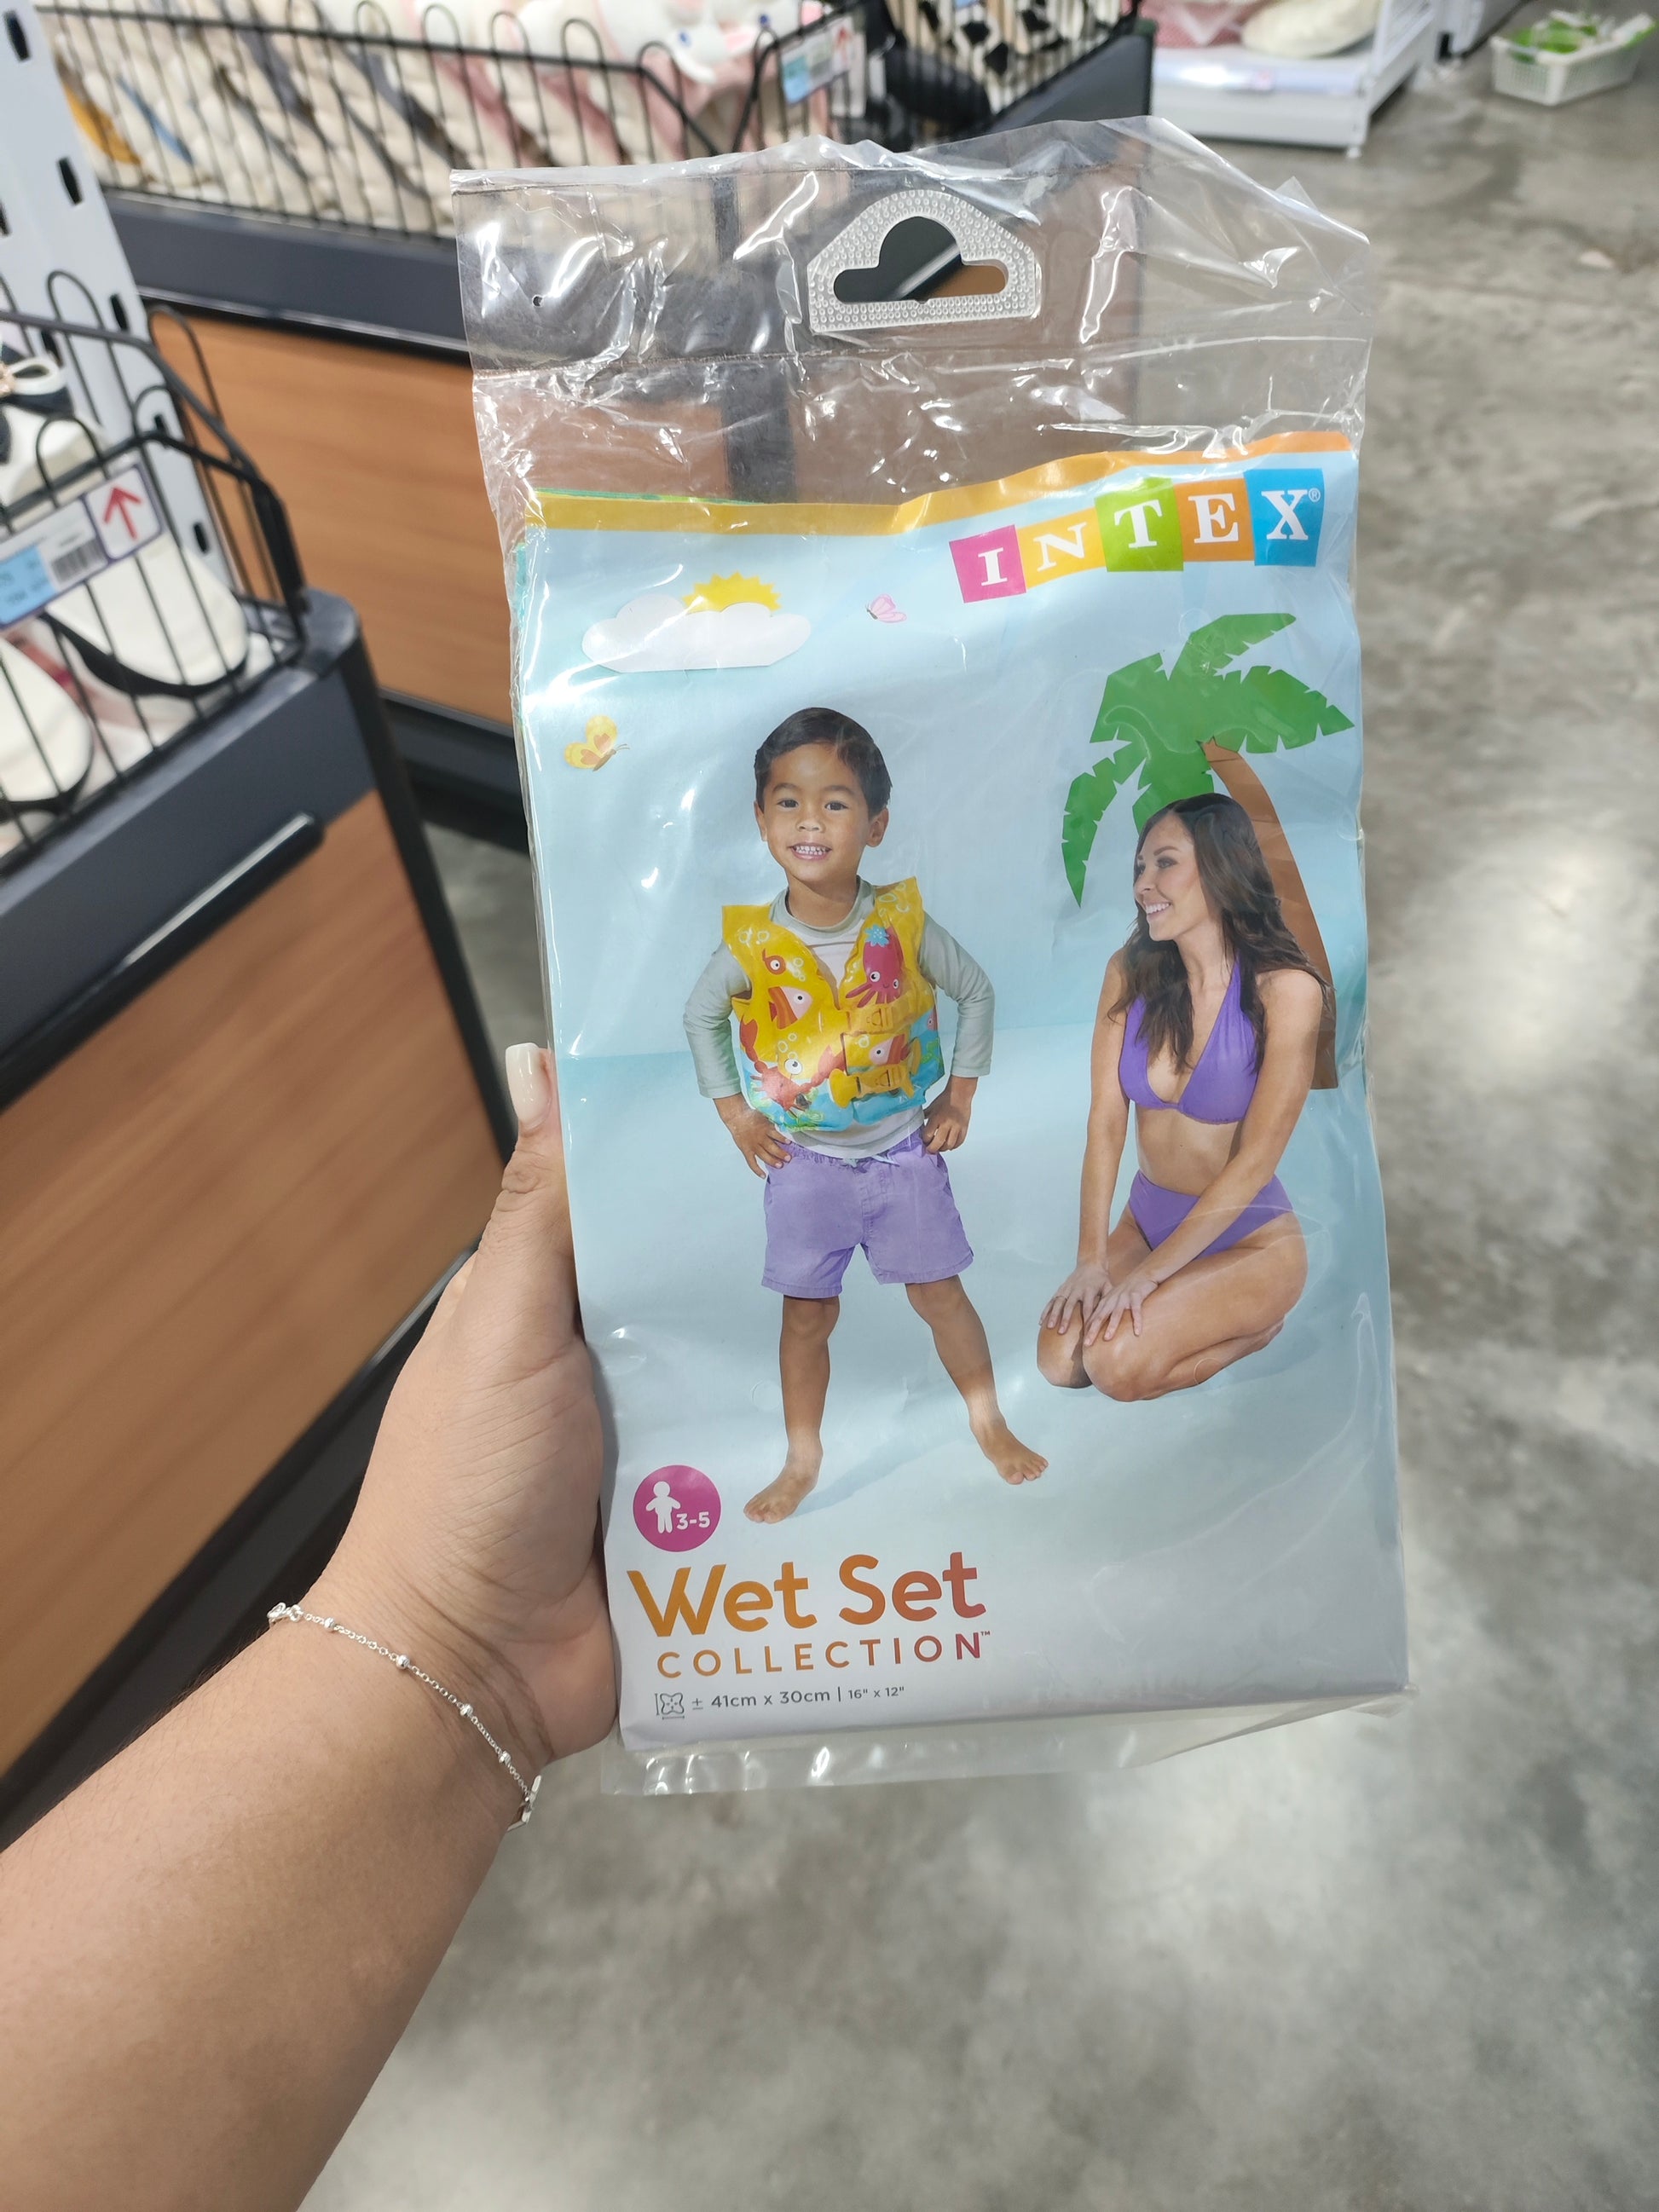 INTEX®
3-5
Wet Set
COLLECTION™
± 41cm x 30cm | 16" x 12"